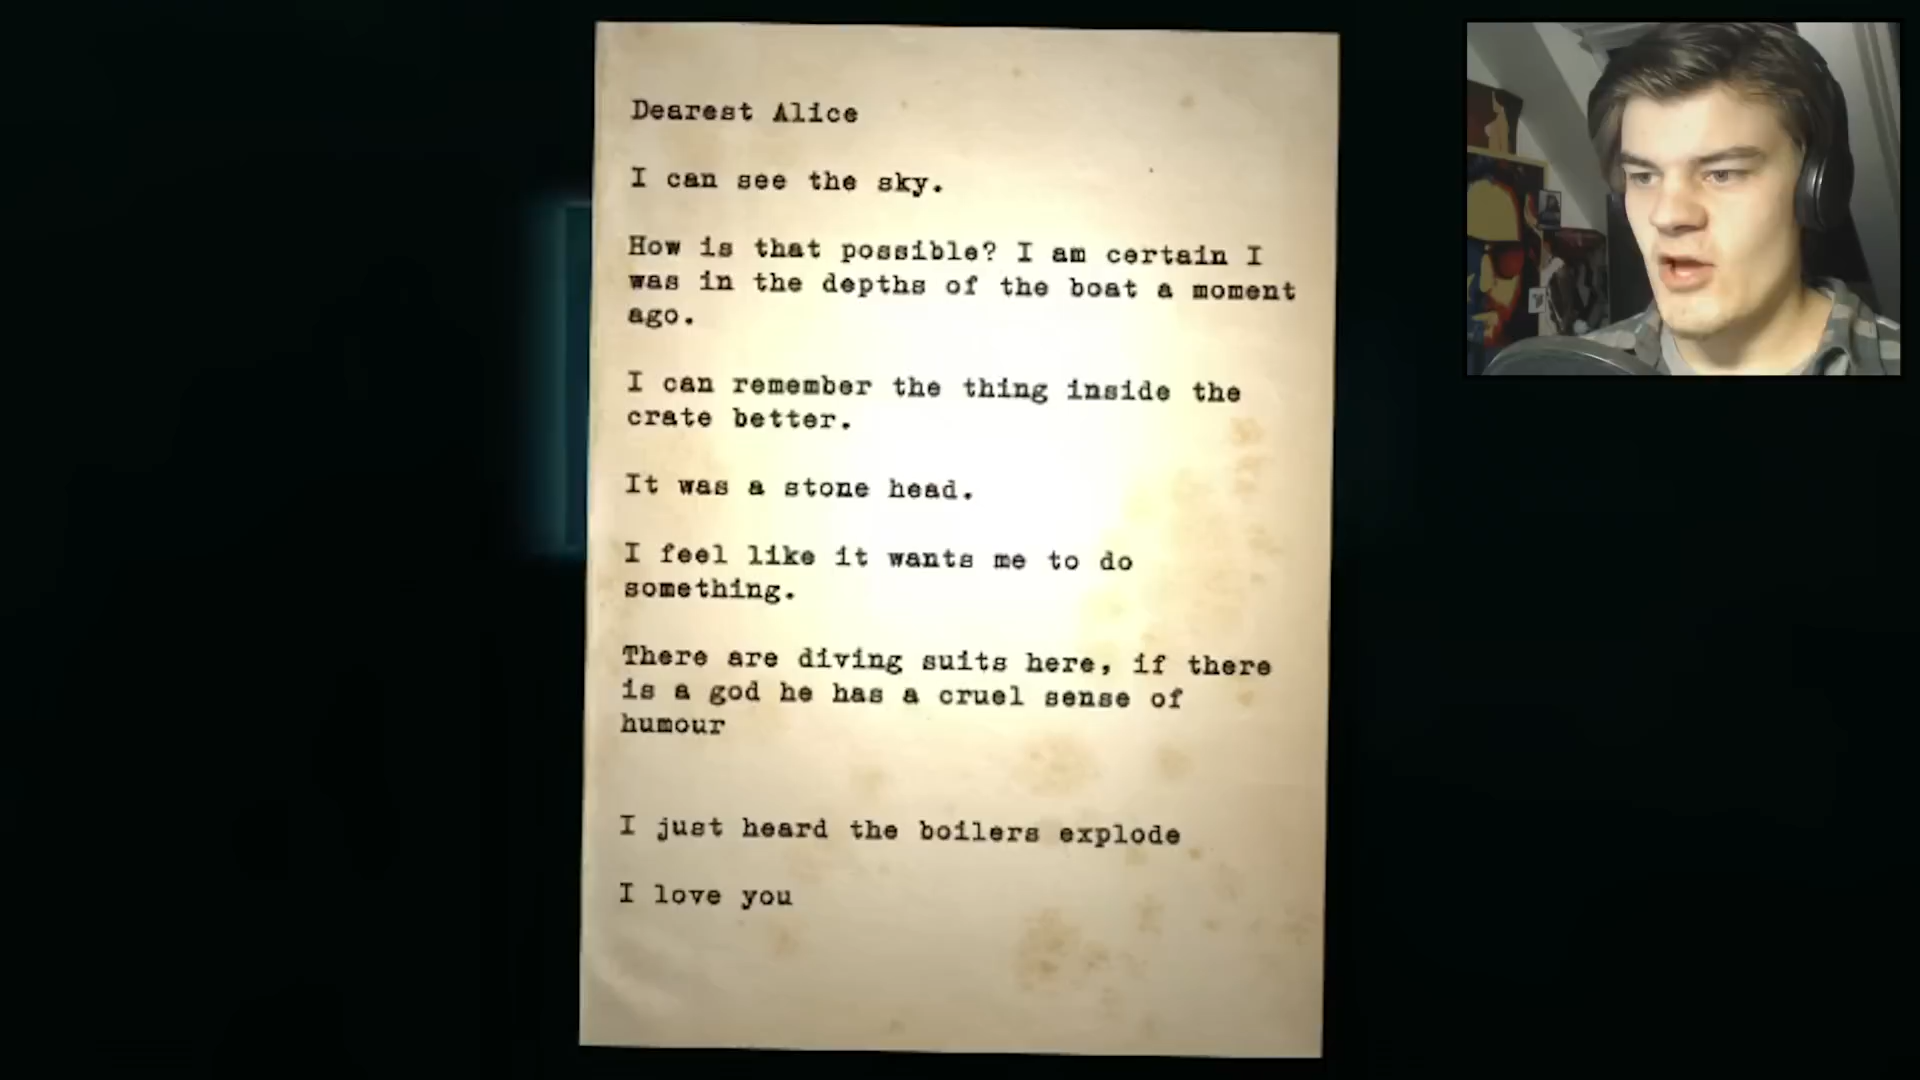 Dearest Alice
I can see the sky.
How is that possible? I am certain I
was in the depths of the boat a moment
ago.
I can remember the thing inside the
crate better.
It was a stone head.
I feel like it wants me to do
something.
There are diving suits here, if there
is a god he has a cruel sense of
humour
I just heard the boilers explode
I love you